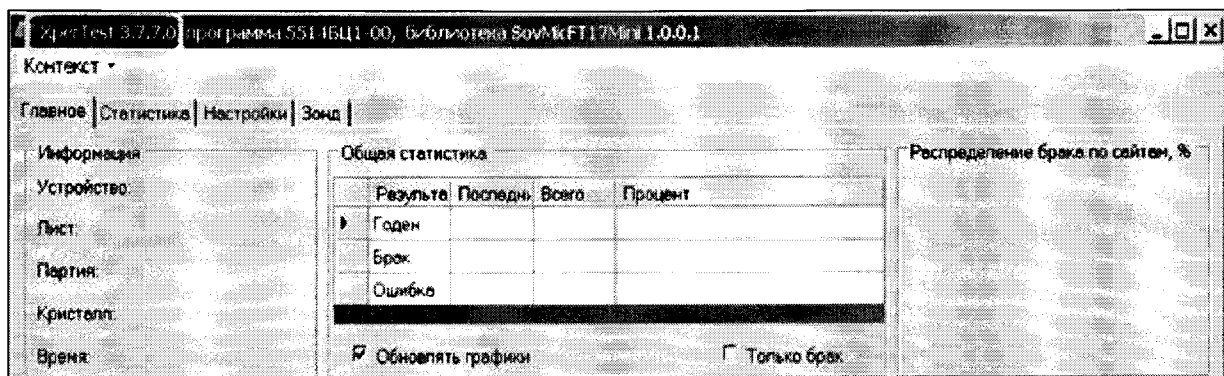 XperTest 3.7.7.0 программа 5514БЦ1-00, библиотека SovMicFT17Mini 1.0.0.1
Контекст
Главное Статистика Настройки Зонд
Информация
Устройство:
Лист:
Партия:
Кристалл:
Время:
Общая статистика
Результа Последни Всего Процент
Годен
Брак
Ошибка
Обновлять графики Только брак
Распределение брака по сайтам, %